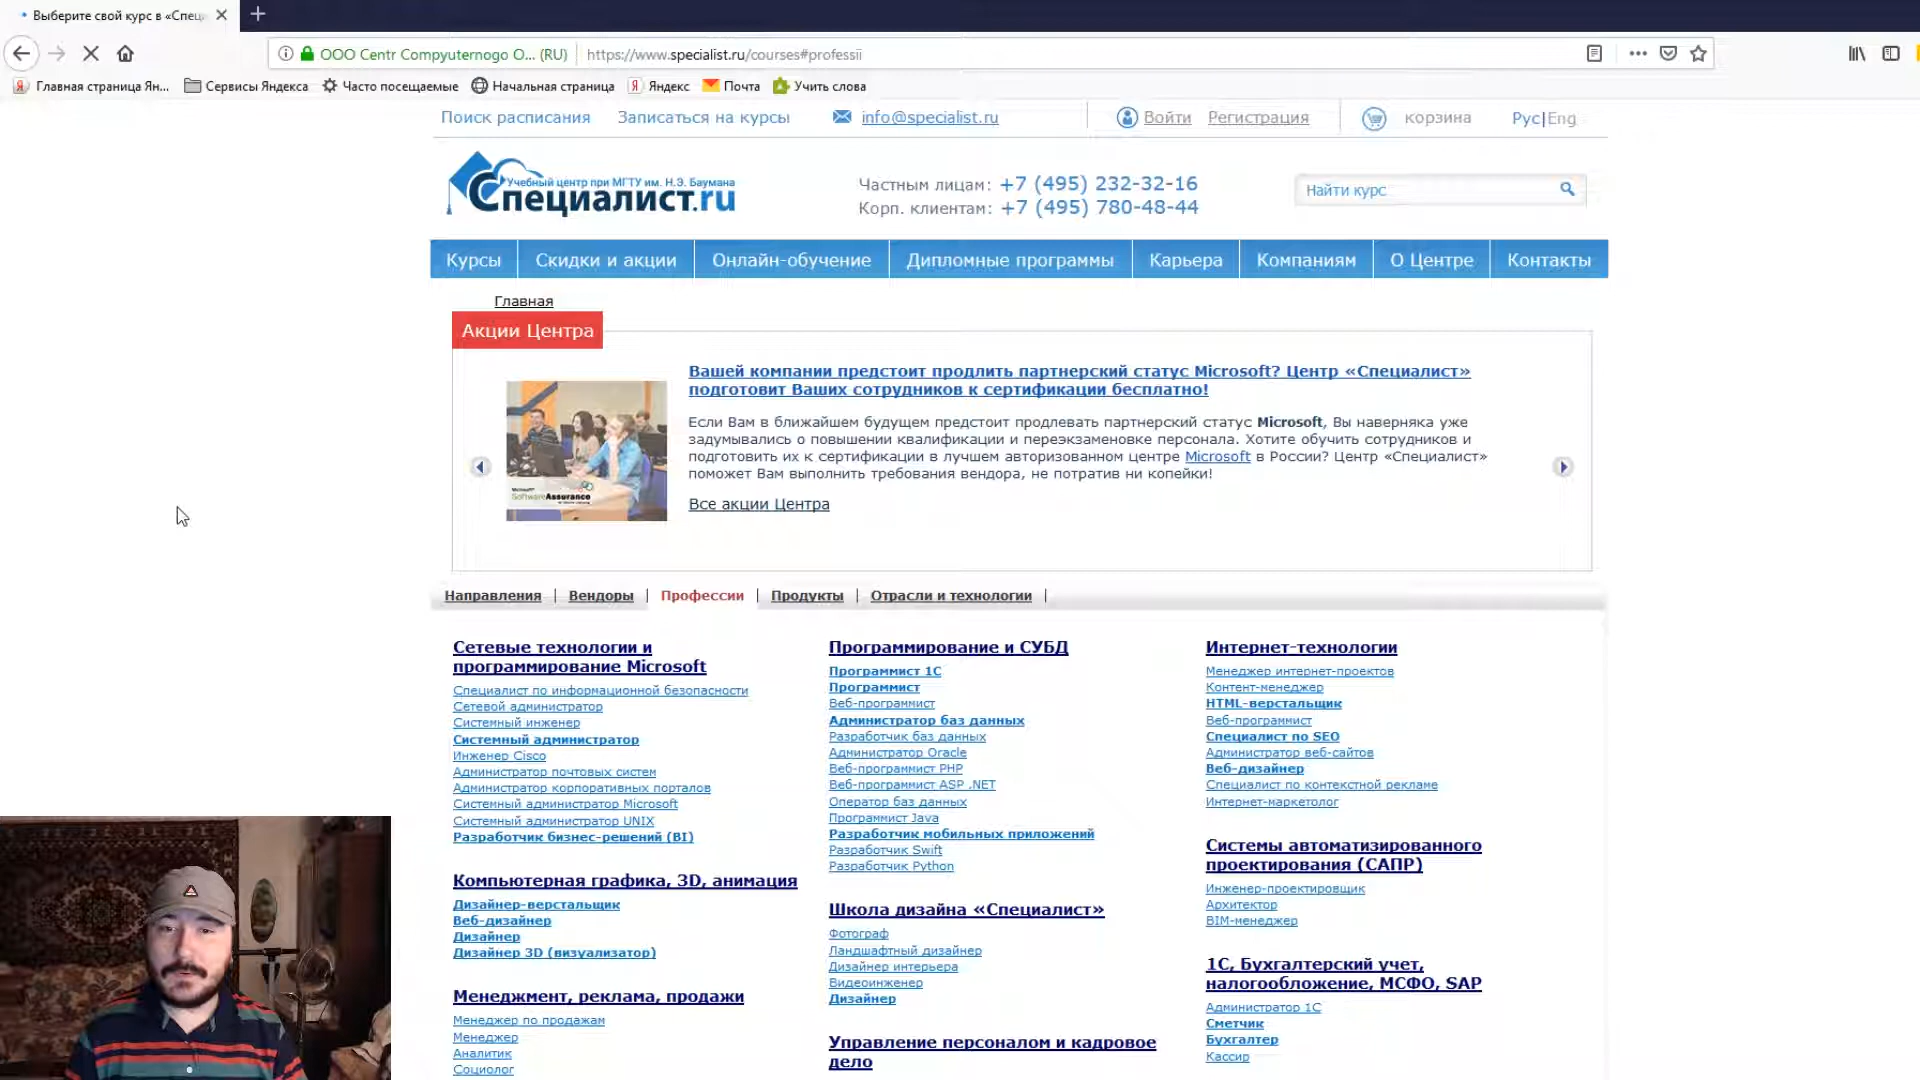 Выберите свой курс в «Спец
ООО Centr Compyuternogo O... (RU)
https://www.specialist.ru/courses#professii
Главная страница Ян...
Сервисы Яндекса
Часто посещаемые
Начальная страница
Яндекс
Почта
Учить слова
Поиск расписания
Записаться на курсы
info@specialist.ru
Войти
Регистрация
корзина
Рус|Eng
Учебный центр при МГТУ им. Н.Э. Баумана
Специалист.ru
Частным лицам: +7 (495) 232-32-16
Корп. клиентам: +7 (495) 780-48-44
Найти курс
Курсы
Скидки и акции
Онлайн-обучение
Дипломные программы
Карьера
Компаниям
О Центре
Контакты
Главная
Акции Центра
Вашей компании предстоит продлить партнерский статус Microsoft? Центр «Специалист»
подготовит Ваших сотрудников к сертификации бесплатно!
Если Вам в ближайшем будущем предстоит продлевать партнерский статус Microsoft, Вы наверняка уже
задумывались о повышении квалификации и переэкзаменовке персонала. Хотите обучить сотрудников и
подготовить их к сертификации в лучшем авторизованном центре Microsoft в России? Центр «Специалист»
поможет Вам выполнить требования вендора, не потратив ни копейки!
Microsoft
SoftwareAssurance
Все акции Центра
Направления | Вендоры | Профессии | Продукты | Отрасли и технологии |
Сетевые технологии и
программирование Microsoft
Специалист по информационной безопасности
Сетевой администратор
Системный инженер
Системный администратор
Инженер Cisco
Администратор почтовых систем
Администратор корпоративных порталов
Системный администратор Microsoft
Системный администратор UNIX
Разработчик бизнес-решений (BI)
Компьютерная графика, 3D, анимация
Дизайнер-верстальщик
Веб-дизайнер
Дизайнер
Дизайнер 3D (визуализатор)
Менеджмент, реклама, продажи
Менеджер по продажам
Менеджер
Аналитик
Социолог
Программирование и СУБД
Программист 1С
Программист
Веб-программист
Администратор баз данных
Разработчик баз данных
Администратор Oracle
Веб-программист PHP
Веб-программист ASP .NET
Оператор баз данных
Программист Java
Разработчик мобильных приложений
Разработчик Swift
Разработчик Python
Школа дизайна «Специалист»
Фотограф
Ландшафтный дизайнер
Дизайнер интерьера
Видеоинженер
Дизайнер
Управление персоналом и кадровое
дело
Интернет-технологии
Менеджер интернет-проектов
Контент-менеджер
HTML-верстальщик
Веб-программист
Специалист по SEO
Администратор веб-сайтов
Веб-дизайнер
Специалист по контекстной рекламе
Интернет-маркетолог
Системы автоматизированного
проектирования (САПР)
Инженер-проектировщик
Архитектор
BIM-менеджер
1С, Бухгалтерский учет,
налогообложение, МСФО, SAP
Администратор 1С
Сметчик
Бухгалтер
Кассир